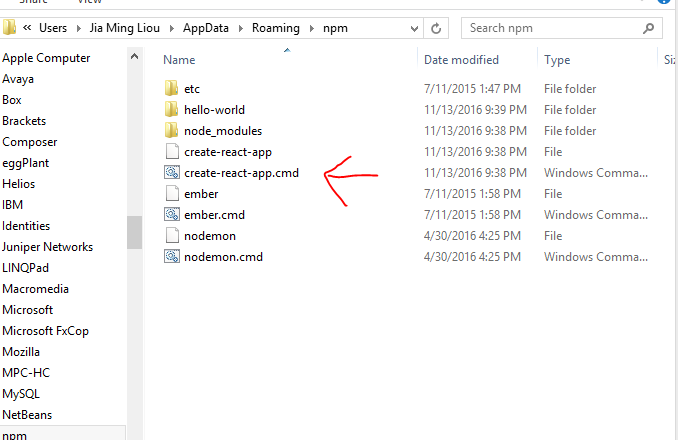 Share View
« Users › Jia Ming Liou › AppData › Roaming › npm
Search npm
Apple Computer
Avaya
Box
Brackets
Composer
eggPlant
Helios
IBM
Identities
Juniper Networks
LINQPad
Macromedia
Microsoft
Microsoft FxCop
Mozilla
MPC-HC
MySQL
NetBeans
npm
Name Date modified Type Siz
etc 7/11/2015 1:47 PM File folder
hello-world 11/13/2016 9:39 PM File folder
node_modules 11/13/2016 9:38 PM File folder
create-react-app 11/13/2016 9:38 PM File
create-react-app.cmd 11/13/2016 9:38 PM Windows Comma...
ember 7/11/2015 1:58 PM File
ember.cmd 7/11/2015 1:58 PM Windows Comma...
nodemon 4/30/2016 4:25 PM File
nodemon.cmd 4/30/2016 4:25 PM Windows Comma...